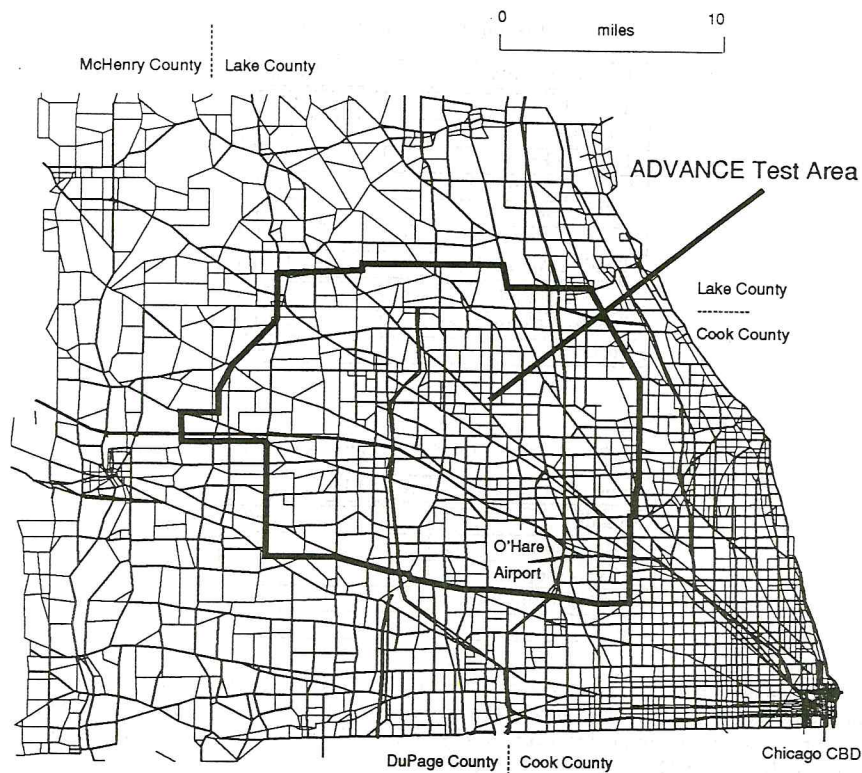 0 10
miles
McHenry County Lake County
ADVANCE Test Area
Lake County
Cook County
O'Hare
Airport
DuPage County Cook County
Chicago CBD